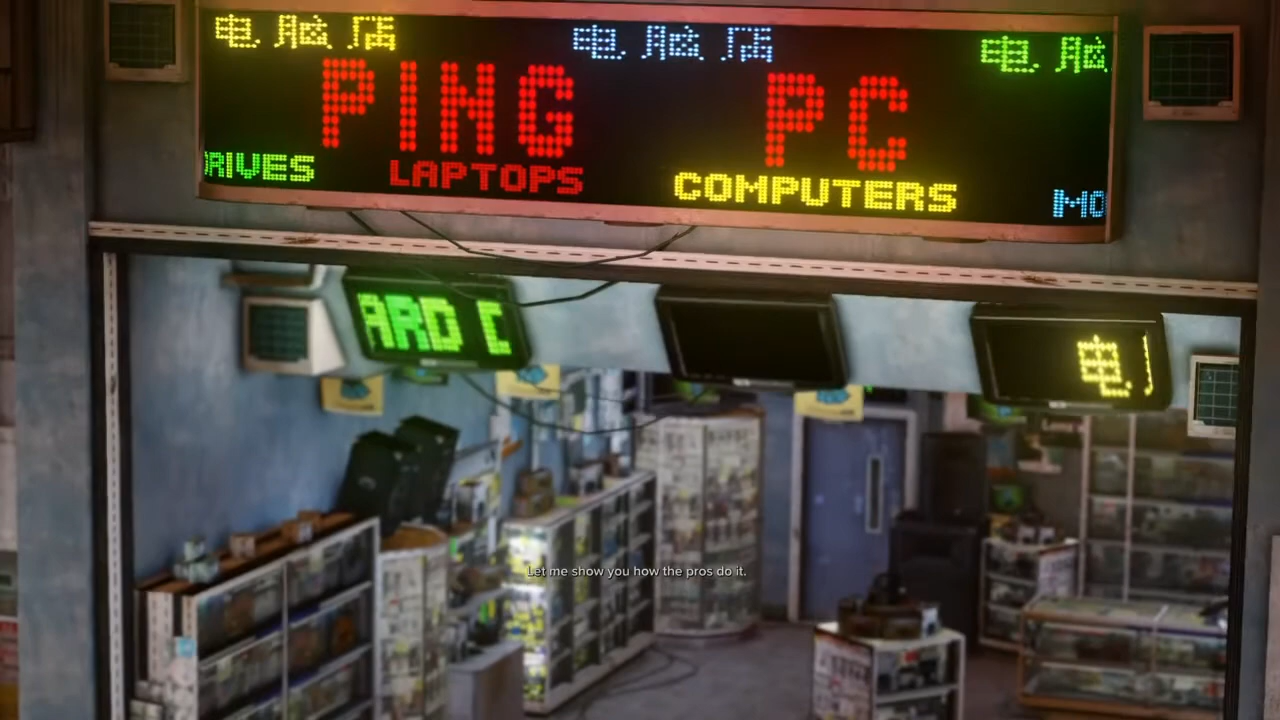 电脑店 电脑店 电脑
PING PC
RIVES LAPTOPS COMPUTERS MO
ARD C
电
Let me show you how the pros do it.